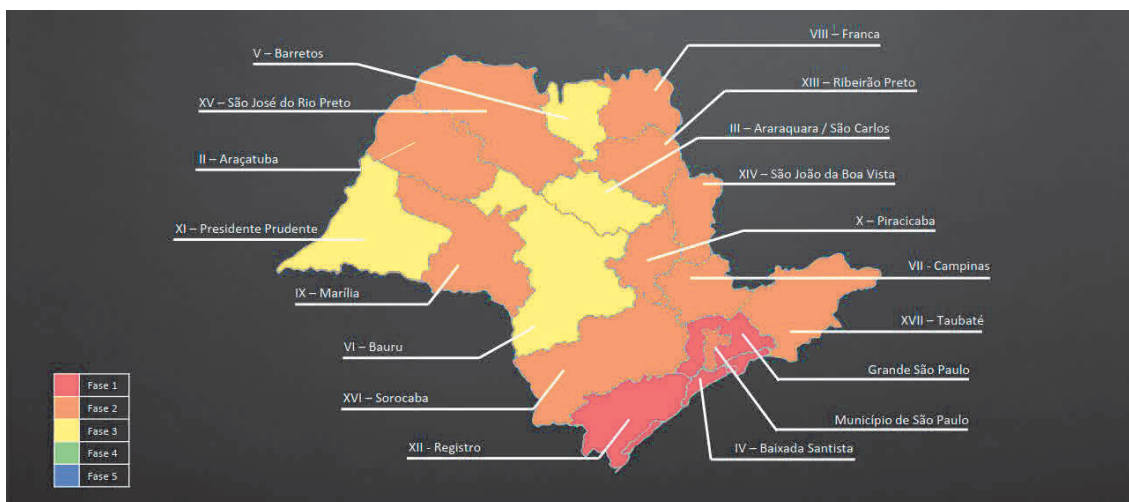 VIII – Franca
V – Barretos
XIII – Ribeirão Preto
XV – São José do Rio Preto
III – Araraquara / São Carlos
II – Araçatuba
XIV – São João da Boa Vista
X – Piracicaba
XI – Presidente Prudente
VII - Campinas
IX – Marília
XVII – Taubaté
VI – Bauru
Grande São Paulo
XVI – Sorocaba
Município de São Paulo
XII - Registro
IV – Baixada Santista
Fase 1
Fase 2
Fase 3
Fase 4
Fase 5